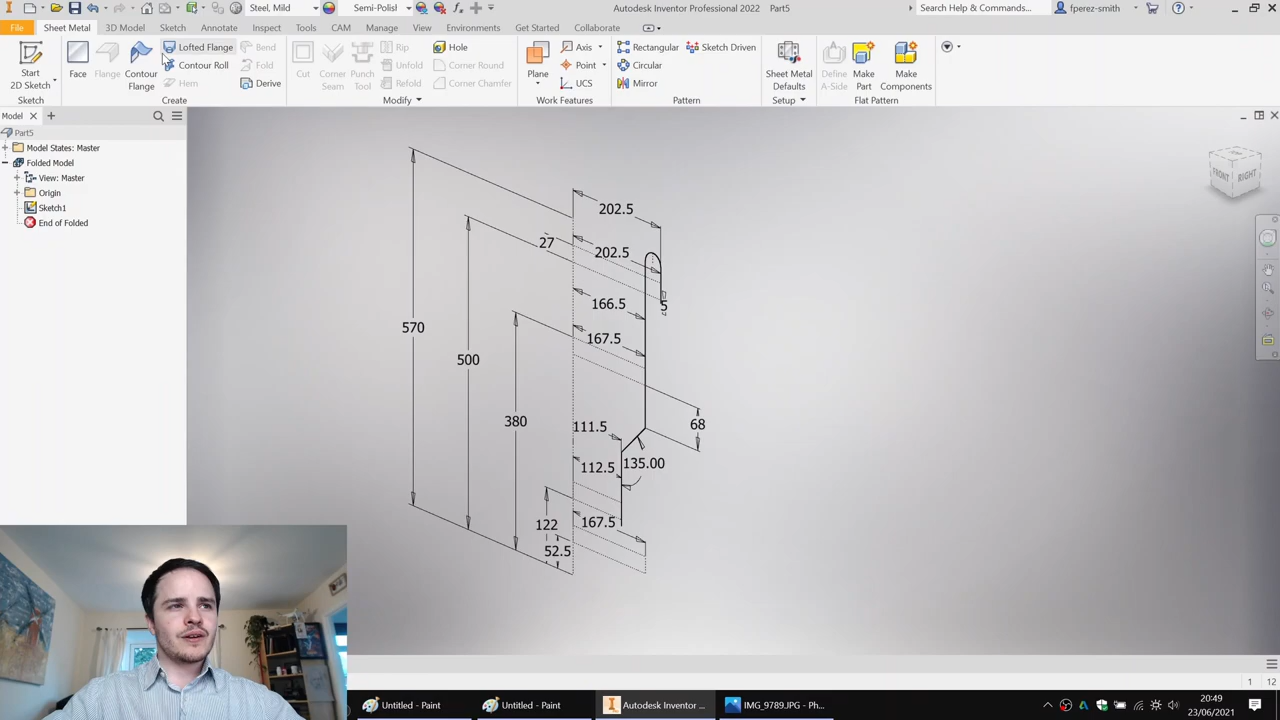 Steel, Mild
Semi-Polish
Autodesk Inventor Professional 2022 Part5
Search Help & Commands...
fperez-smith
File
Sheet Metal
3D Model
Sketch
Annotate
Inspect
Tools
CAM
Manage
View
Environments
Get Started
Collaborate
Start
2D Sketch
Face
Flange
Contour
Flange
Lofted Flange
Contour Roll
Hem
Bend
Fold
Derive
Cut
Corner
Seam
Punch
Tool
Rip
Unfold
Refold
Hole
Corner Round
Corner Chamfer
Plane
Axis
Point
UCS
Rectangular
Circular
Mirror
Sketch Driven
Sheet Metal
Defaults
Define
A-Side
Make
Part
Make
Components
Sketch
Create
Modify
Work Features
Pattern
Setup
Flat Pattern
Model
Part5
Model States: Master
Folded Model
View: Master
Origin
Sketch1
End of Folded
FRONT
RIGHT
202.5
27
202.5
166.5
5
570
167.5
500
380
111.5
68
135.00
112.5
122
167.5
52.5
1 12
Untitled - Paint
Untitled - Paint
Autodesk Inventor ...
IMG_9789.JPG - Ph...
20:49
23/06/2021